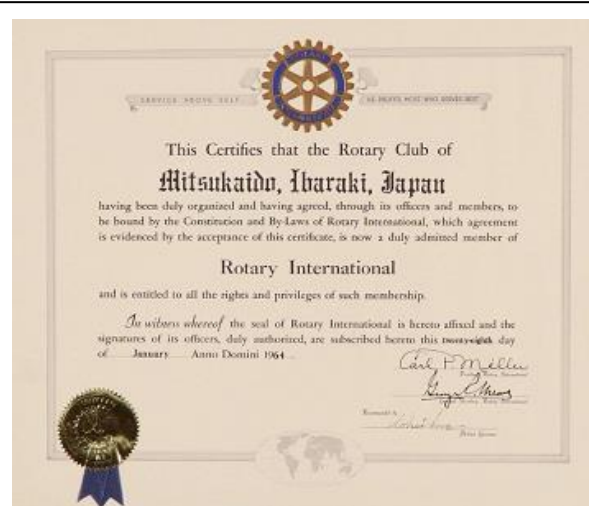 SERVICE ABOVE SELF
HE PROFITS MOST WHO SERVES BEST
ROTARY
INTERNATIONAL
This Certifies that the Rotary Club of
Mitsukaido, Ibaraki, Japan
having been duly organized and having agreed, through its officers and members, to
be bound by the Constitution and By-Laws of Rotary International, which agreement
is evidenced by the acceptance of this certificate, is now a duly admitted member of
Rotary International
and is entitled to all the rights and privileges of such membership.
In witness whereof the seal of Rotary International is hereto affixed and the
signatures of its officers, duly authorized, are subscribed hereto this twenty-eighth day
of January Anno Domini 1964
Carl P. Miller
President, Rotary International